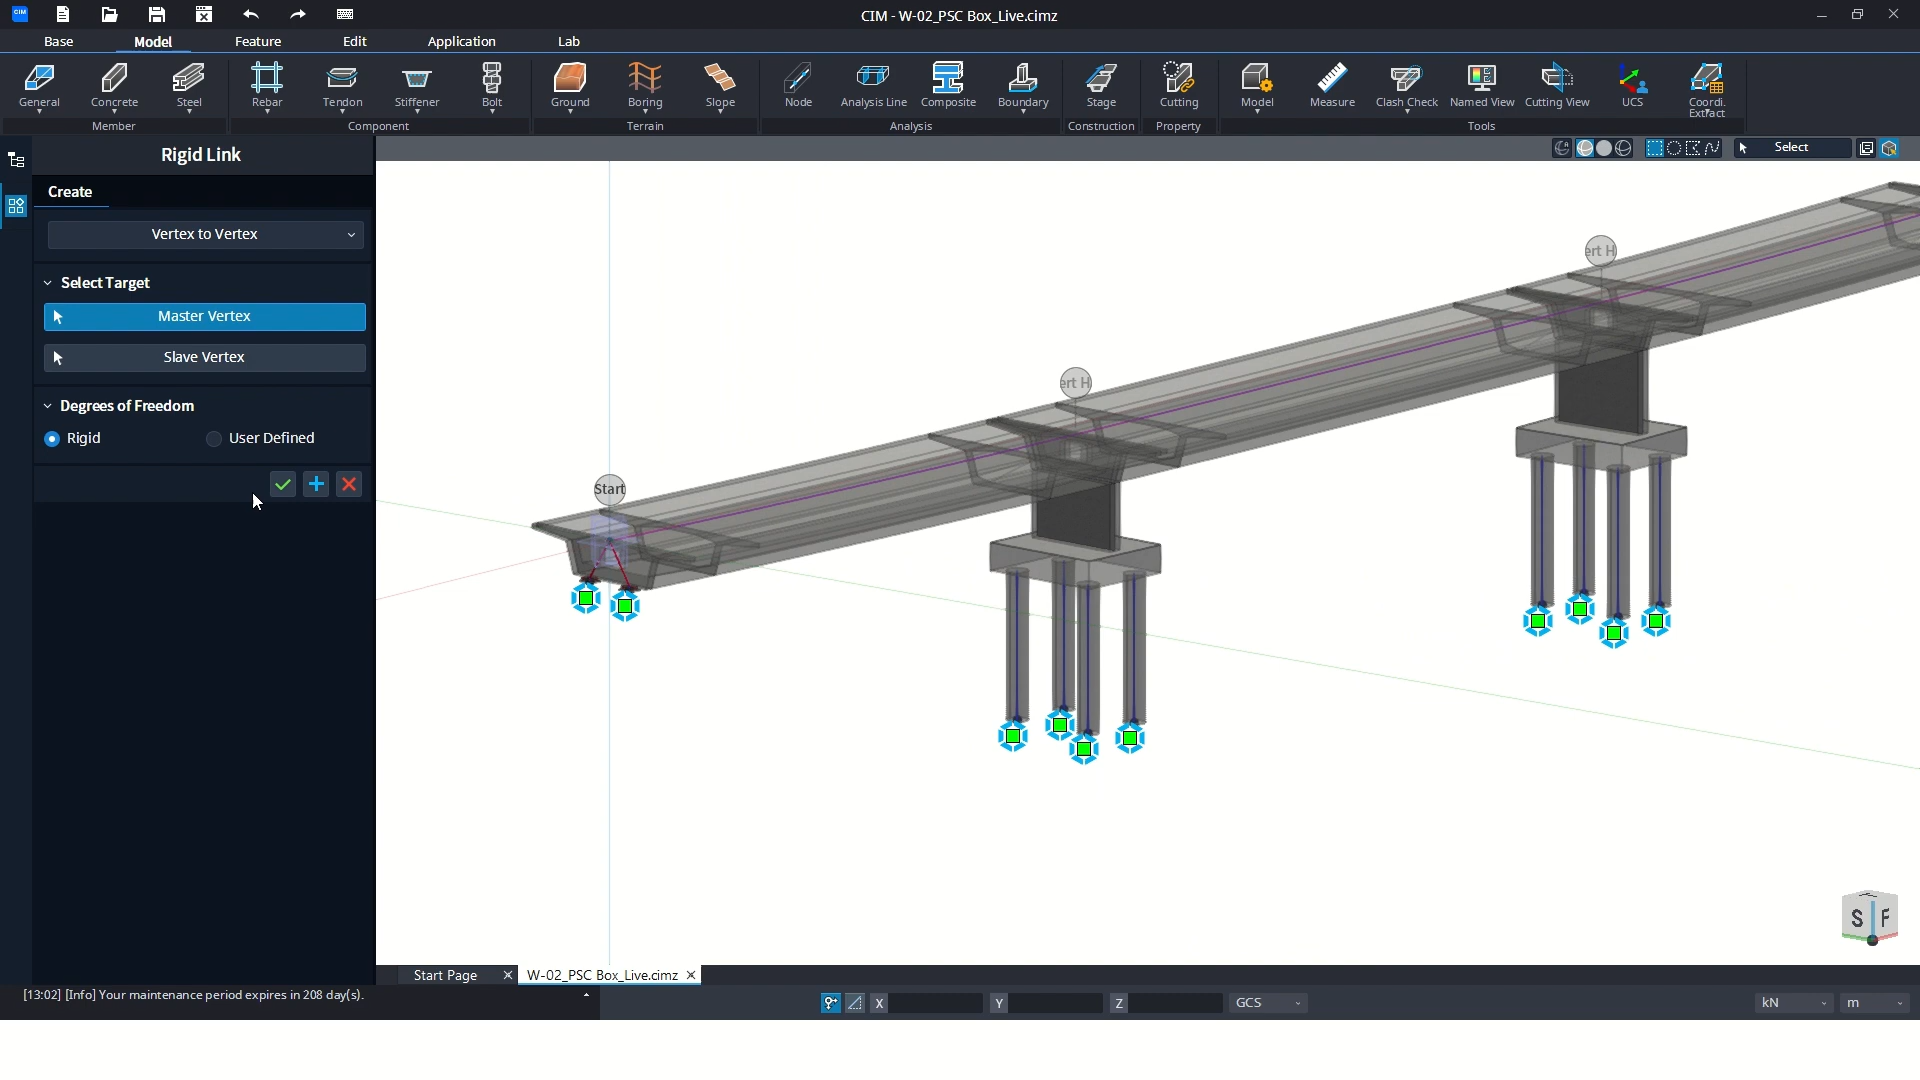 CIM
CIM - W-02_PSC Box_Live.cimz
Base
Model
Feature
Edit
Application
Lab
General
Concrete
Steel
Rebar
Tendon
Stiffener
Bolt
Ground
Boring
Slope
Node
Analysis Line
Composite
Boundary
Stage
Cutting
Model
Measure
Clash Check
Named View
Cutting View
UCS
Coordi.
Extract
Member
Component
Terrain
Analysis
Construction
Property
Tools
Rigid Link
Select
Create
Vertex to Vertex
Select Target
Master Vertex
Slave Vertex
Degrees of Freedom
Rigid
User Defined
ert H
ert H
Start
S
F
Start Page
W-02_PSC Box_Live.cimz
[13:02] [Info] Your maintenance period expires in 208 day(s).
X
Y
Z
GCS
kN
m